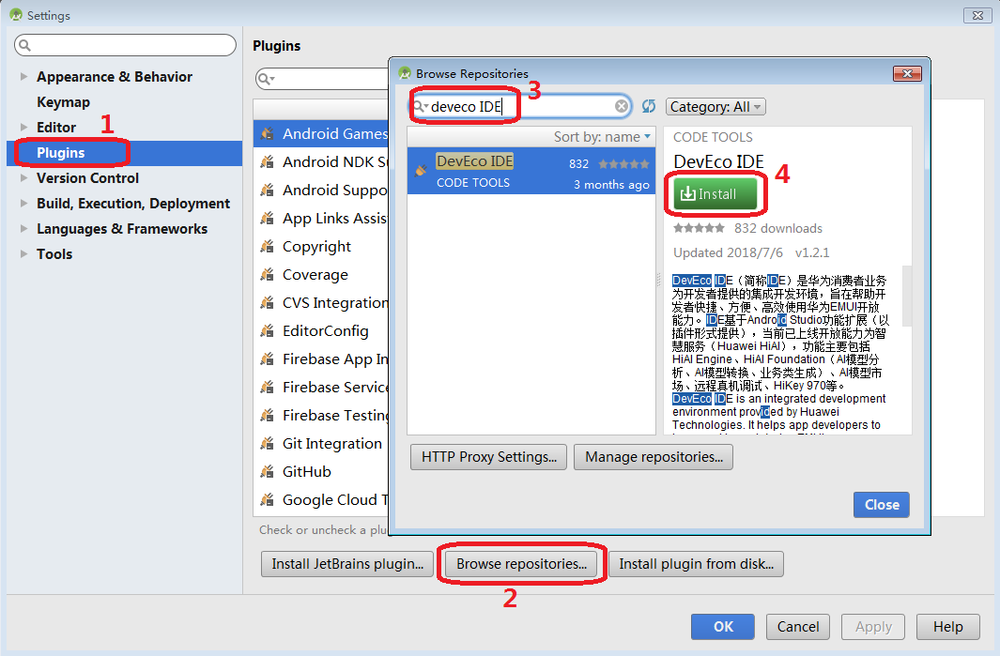 Settings
Appearance & Behavior
Keymap
Editor
1
Plugins
Version Control
Build, Execution, Deployment
Languages & Frameworks
Tools
Plugins
Android Games
Android NDK Su
Android Suppo
App Links Assis
Copyright
Coverage
CVS Integration
EditorConfig
Firebase App In
Firebase Service
Firebase Testing
Git Integration
GitHub
Google Cloud T
Check or uncheck a plu
Install JetBrains plugin...
Browse repositories...
Install plugin from disk...
2
Browse Repositories
deveco IDE
3
Category: All
Sort by: name
DevEco IDE
832
CODE TOOLS
3 months ago
CODE TOOLS
DevEco IDE
Install
4
832 downloads
Updated 2018/7/6 v1.2.1
DevEco IDE（简称IDE）是华为消费者业务
为开发者提供的集成开发环境，旨在帮助开
发者快捷、方便、高效使用华为EMUI开放
能力。IDE基于Android Studio功能扩展（以
插件形式提供），当前已上线开放能力为智
慧服务（Huawei HiAI），功能主要包括
HiAI Engine、HiAI Foundation（AI模型分
析、AI模型转换、业务类生成）、AI模型市
场、远程真机调试、HiKey 970等。
DevEco IDE is an integrated development
environment provided by Huawei
Technologies. It helps app developers to
HTTP Proxy Settings...
Manage repositories...
Close
OK
Cancel
Apply
Help